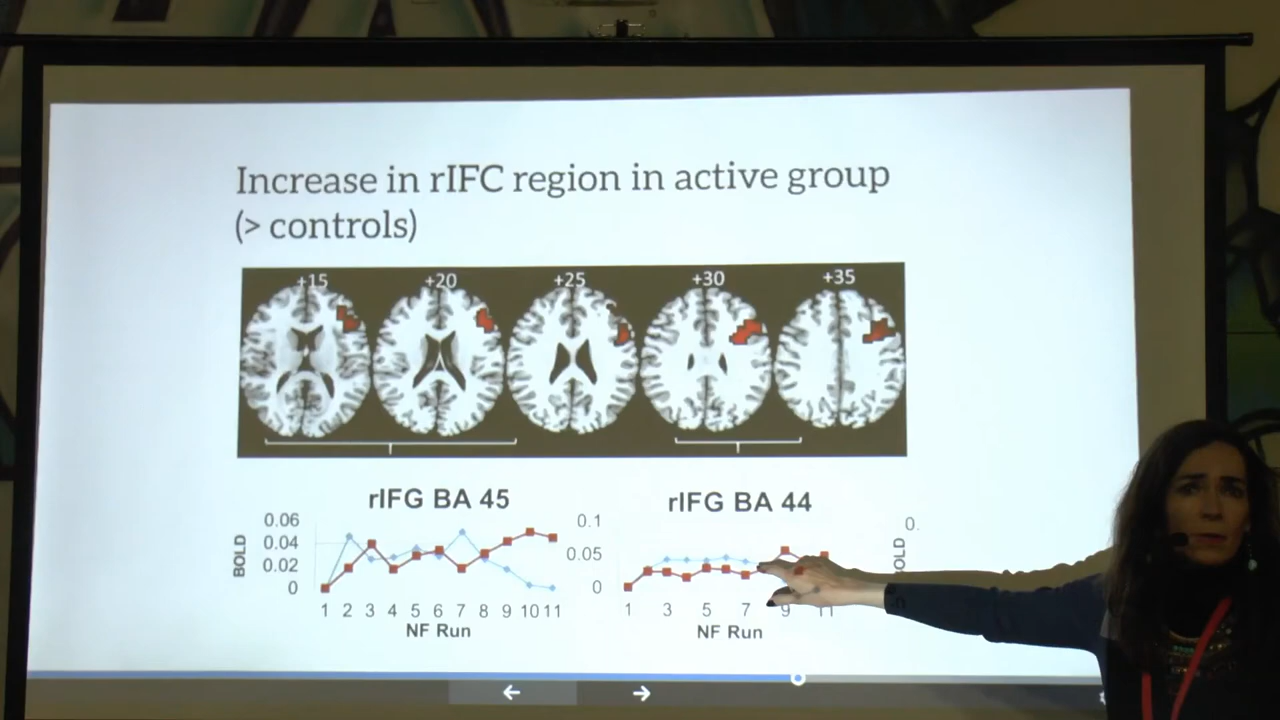 Increase in rIFC region in active group
(> controls)
+15 +20 +25 +30 +35
rIFG BA 45
0.06
0.04
0.02
0
BOLD
1 2 3 4 5 6 7 8 9 10 11
NF Run
rIFG BA 44
0.1
0.05
0
1 3 5 7 9 11
NF Run
0.